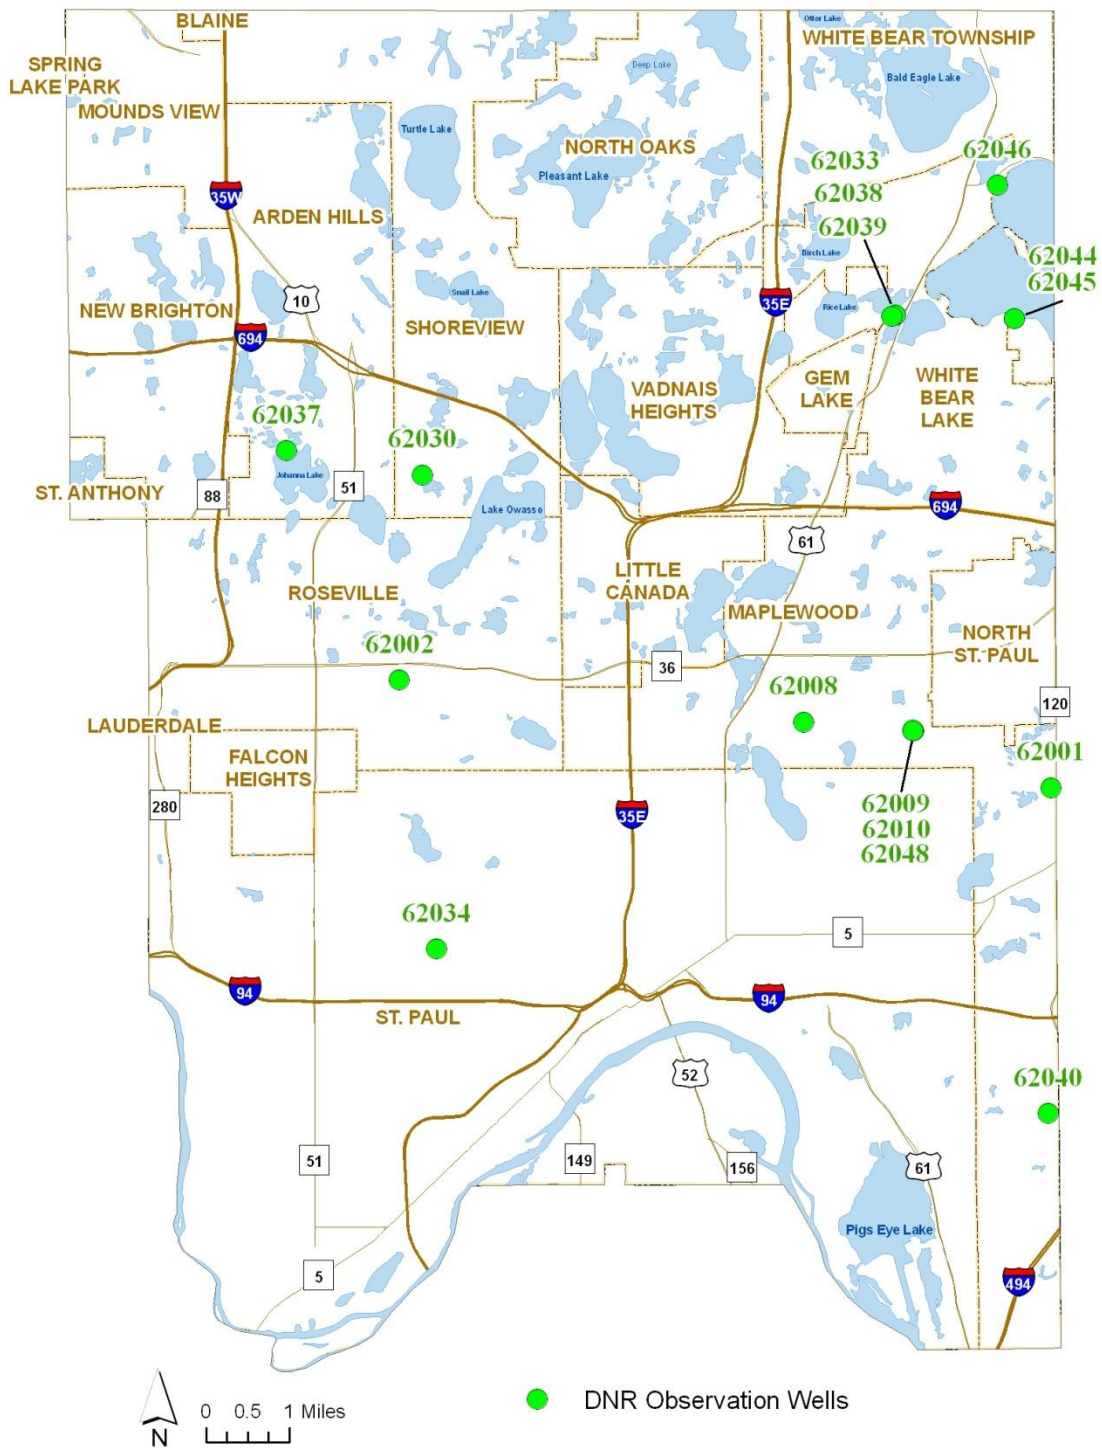 BLAINE
Otter Lake
WHITE BEAR TOWNSHIP
SPRING
LAKE PARK
Deep Lake
Bald Eagle Lake
MOUNDS VIEW
Turtle Lake
NORTH OAKS
62033
62046
Pleasant Lake
35W
62038
ARDEN HILLS
62039
Birch Lake
62044
62045
Snail Lake
10
35E
Rice Lake
NEW BRIGHTON
SHOREVIEW
694
GEM
LAKE
WHITE
BEAR
LAKE
VADNAIS
HEIGHTS
62037
62030
Johanna Lake
51
ST. ANTHONY
88
Lake Owasso
694
61
LITTLE
CANADA
ROSEVILLE
MAPLEWOOD
NORTH
ST. PAUL
62002
36
62008
120
LAUDERDALE
FALCON
HEIGHTS
62001
280
35E
62009
62010
62048
62034
5
94
94
ST. PAUL
52
62040
51
149
156
61
Pigs Eye Lake
5
494
0 0.5 1 Miles
N
DNR Observation Wells